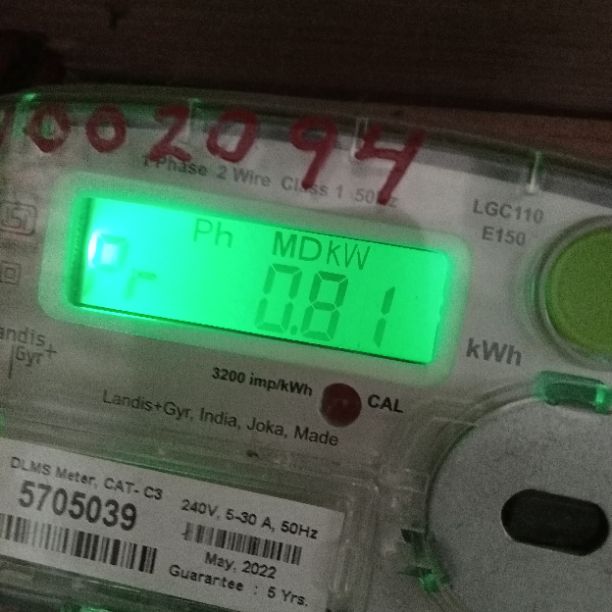 1002094
1 Phase 2 Wire Class 1 50Hz
LGC110
E150
Ph MDkW
Pr 0.81
kWh
Landis+
Gyr
3200 imp/kWh CAL
Landis+Gyr, India, Joka, Made
DLMS Meter, CAT- C3
5705039
240V, 5-30 A, 50Hz
May, 2022
Guarantee : 5 Yrs.